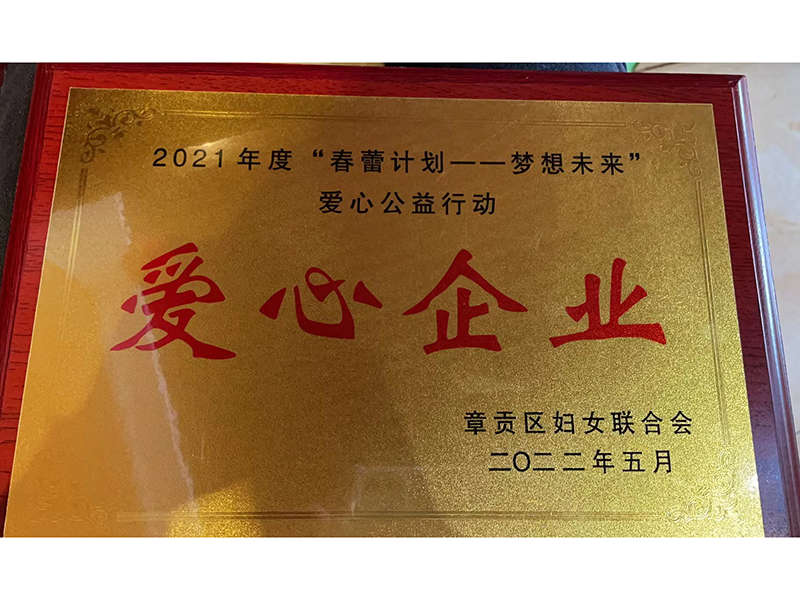 2021年度“春蕾计划——梦想未来”
爱心公益行动
爱心企业
章贡区妇女联合会
二〇二二年五月